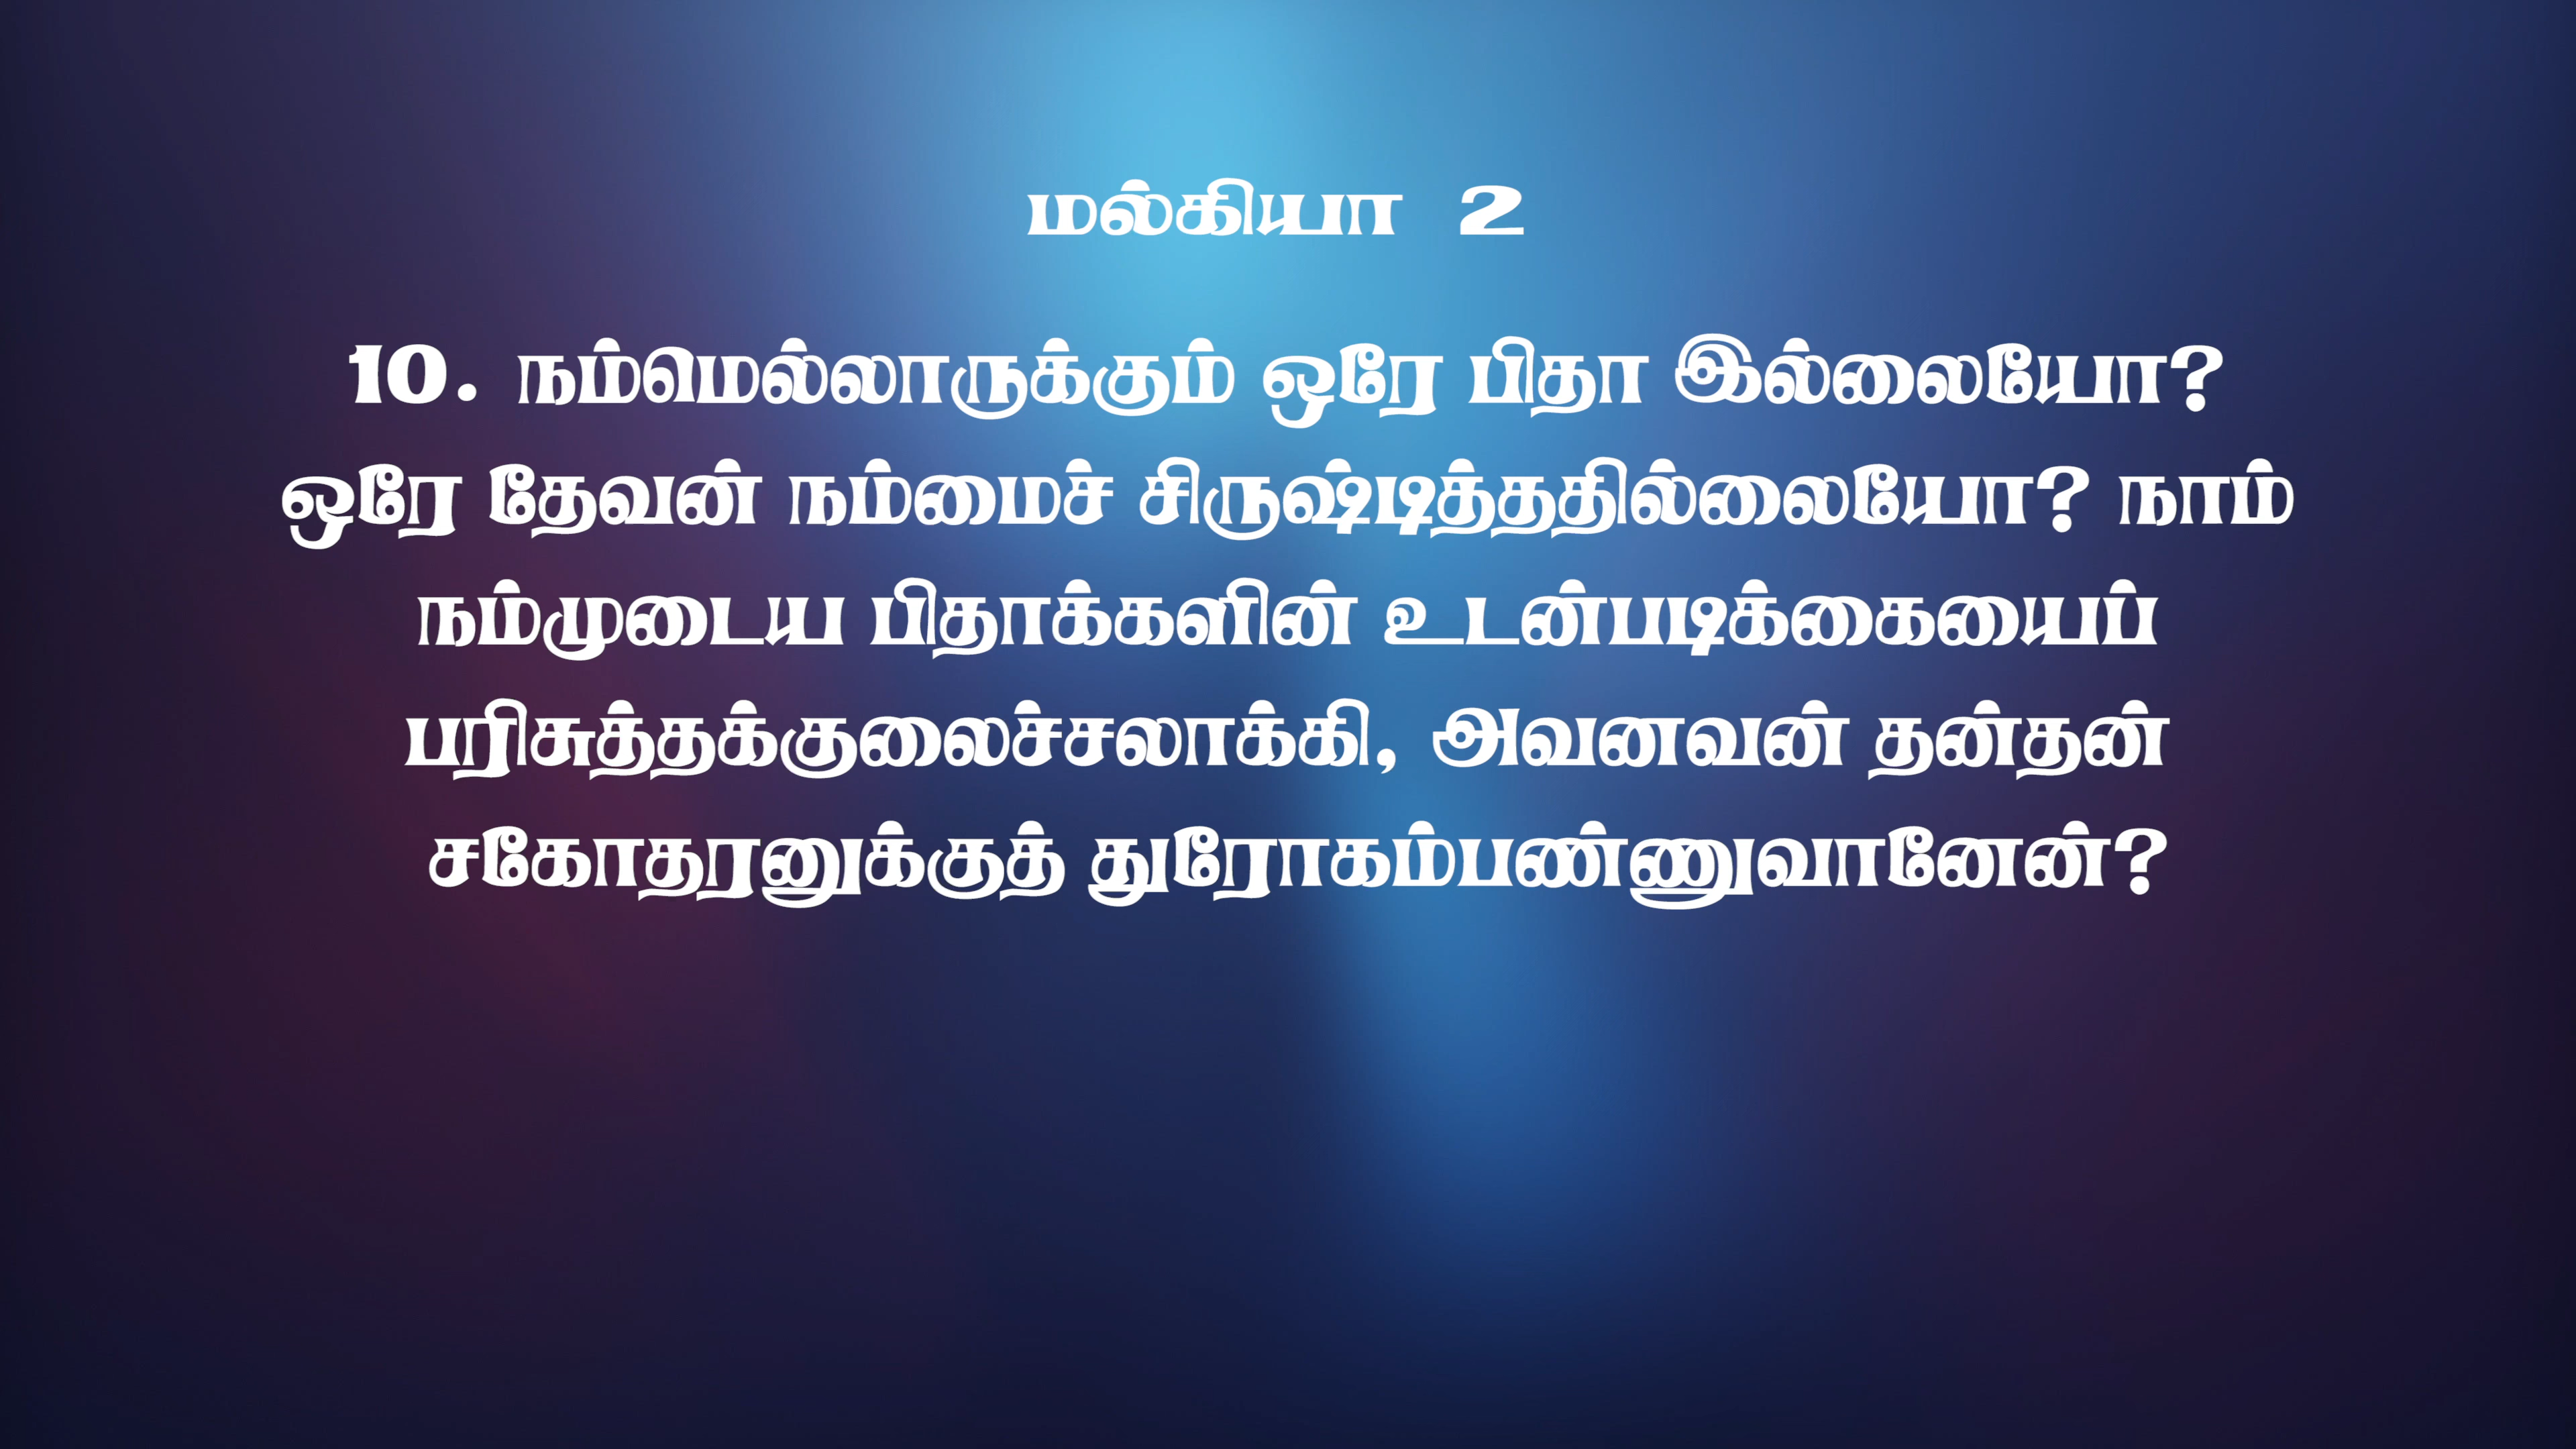 மல்கியா 2
10. நம்மெல்லாருக்கும் ஒரே பிதா இல்லையோ?
ஒரே தேவன் நம்மைச் சிருஷ்டித்ததில்லையோ? நாம்
நம்முடைய பிதாக்களின் உடன்படிக்கையைப்
பரிசுத்தக்குலைச்சலாக்கி, அவனவன் தன்தன்
சகோதரனுக்குத் துரோகம்பண்ணுவானேன்?